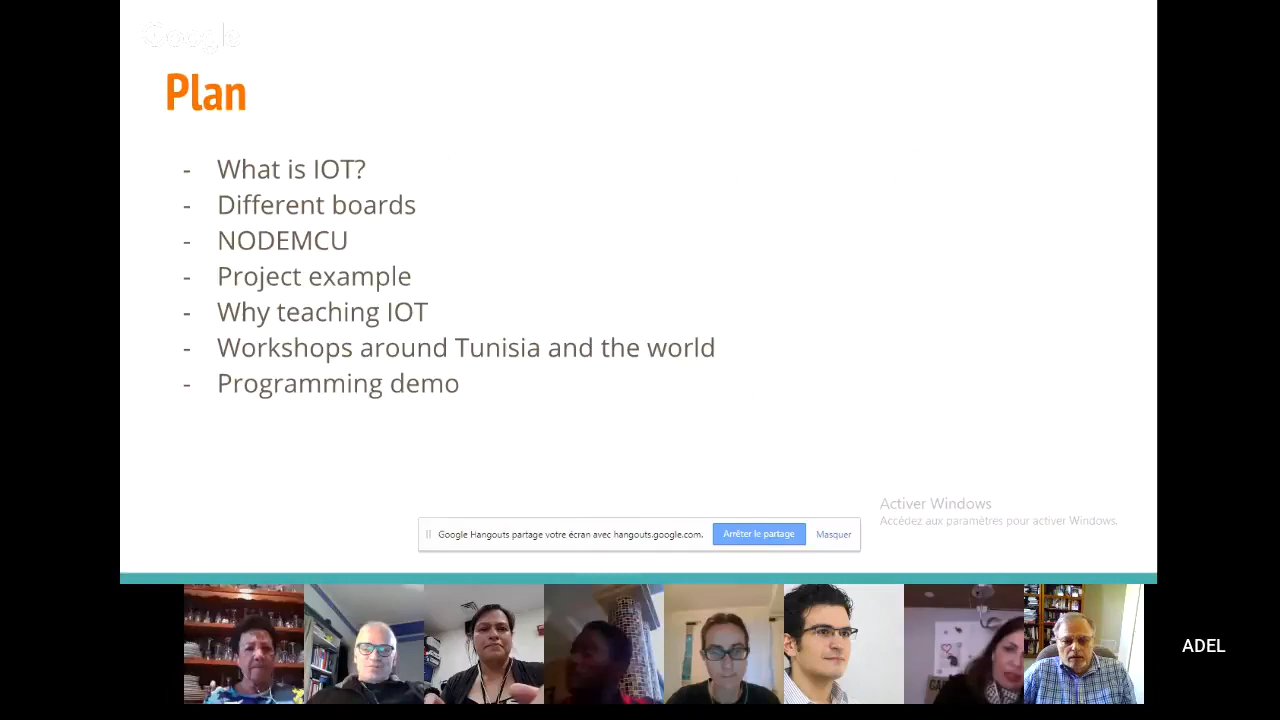 Google
Plan
- What is IOT?
- Different boards
- NODEMCU
- Project example
- Why teaching IOT
- Workshops around Tunisia and the world
- Programming demo
Activer Windows
Accédez aux paramètres pour activer Windows.
Google Hangouts partage votre écran avec hangouts.google.com.
Arrêter le partage
Masquer
ADEL